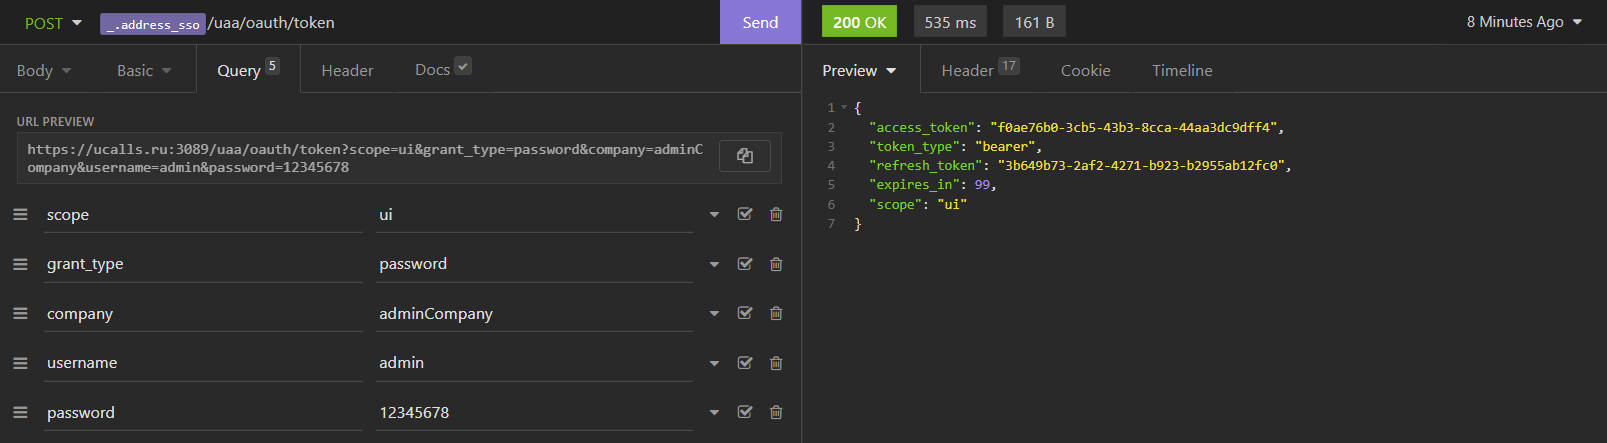 POST _.address_sso/uaa/oauth/token Send
Body Basic Query 5 Header Docs
URL PREVIEW
https://ucalls.ru:3089/uaa/oauth/token?scope=ui&grant_type=password&company=adminC
ompany&username=admin&password=12345678
scope ui
grant_type password
company adminCompany
username admin
password 12345678
200 OK 535 ms 161 B 8 Minutes Ago
Preview Header 17 Cookie Timeline
1 {
2 "access_token": "f0ae76b0-3cb5-43b3-8cca-44aa3dc9dff4",
3 "token_type": "bearer",
4 "refresh_token": "3b649b73-2af2-4271-b923-b2955ab12fc0",
5 "expires_in": 99,
6 "scope": "ui"
7 }